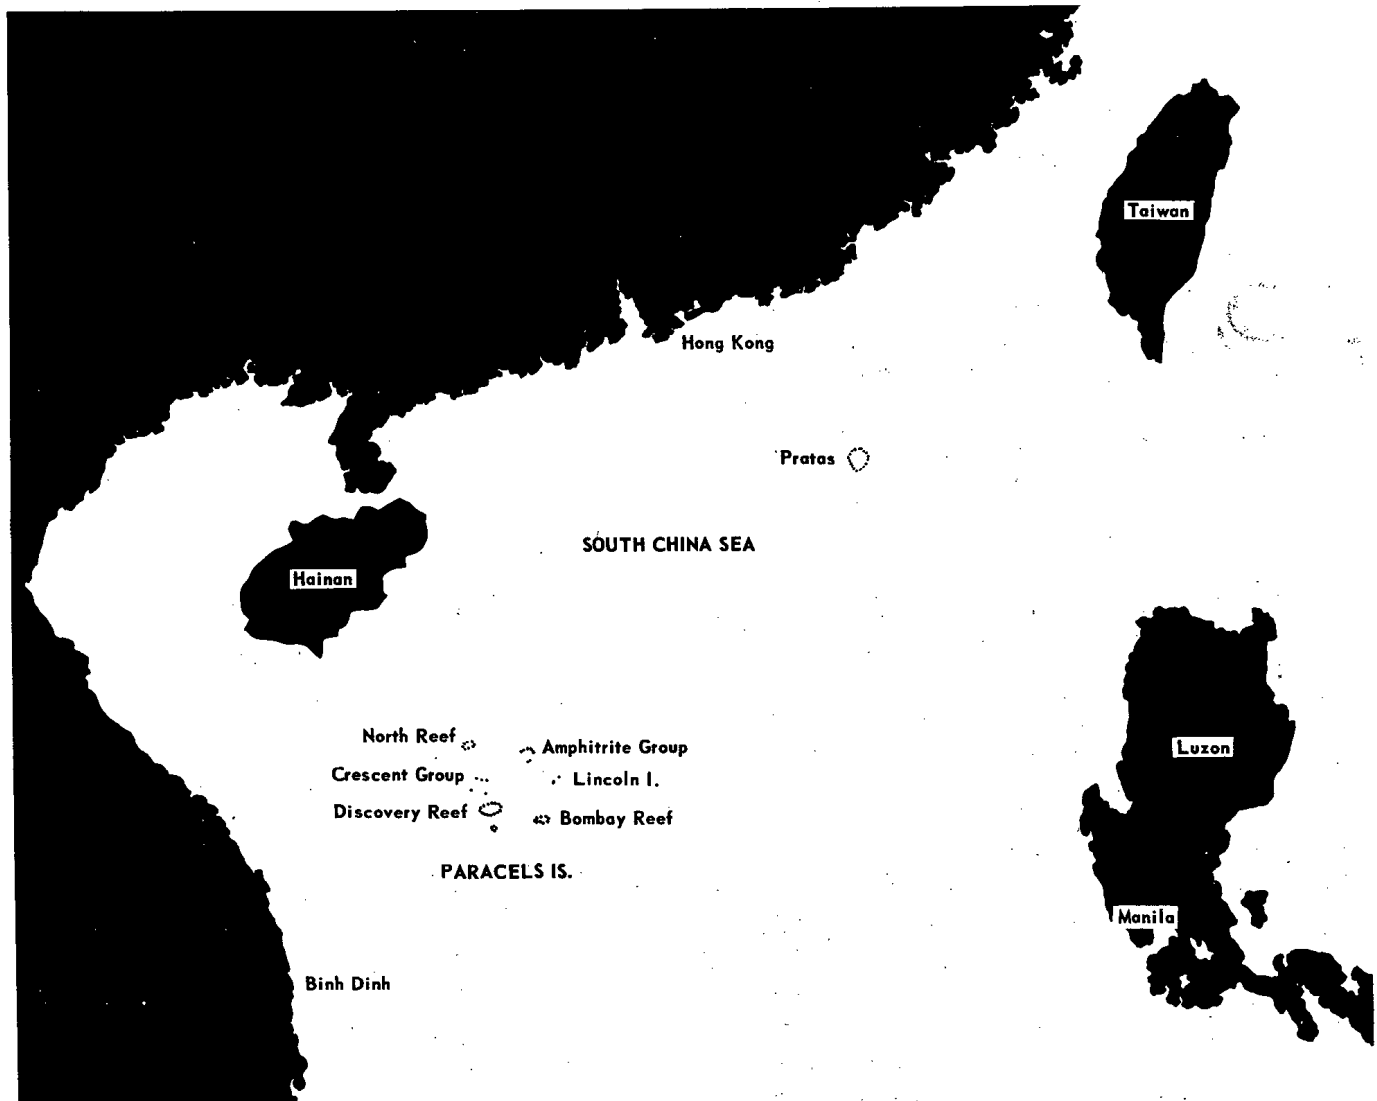 Taiwan
Hong Kong
Pratas
SOUTH CHINA SEA
Hainan
North Reef
Amphitrite Group
Luzon
Crescent Group
Lincoln I.
Discovery Reef
Bombay Reef
PARACELS IS.
Manila
Binh Dinh